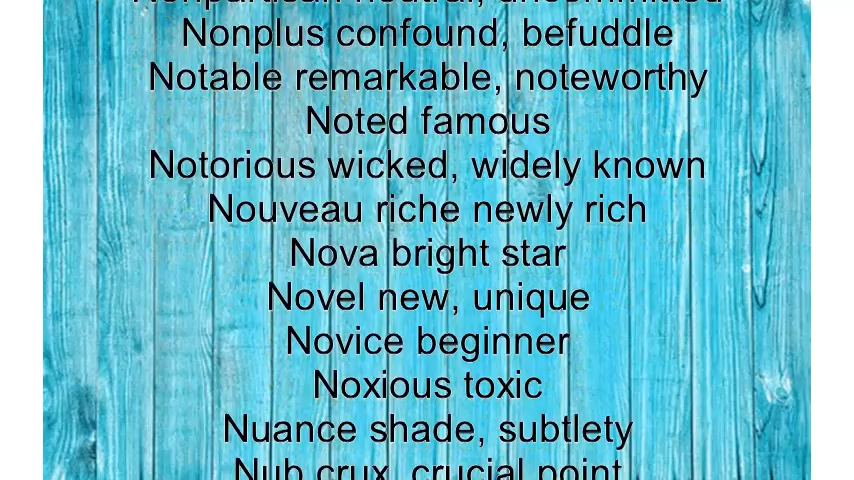 Nonpartisan neutral, uncommitted
Nonplus confound, befuddle
Notable remarkable, noteworthy
Noted famous
Notorious wicked, widely known
Nouveau riche newly rich
Nova bright star
Novel new, unique
Novice beginner
Noxious toxic
Nuance shade, subtlety
Nub crux, crucial point